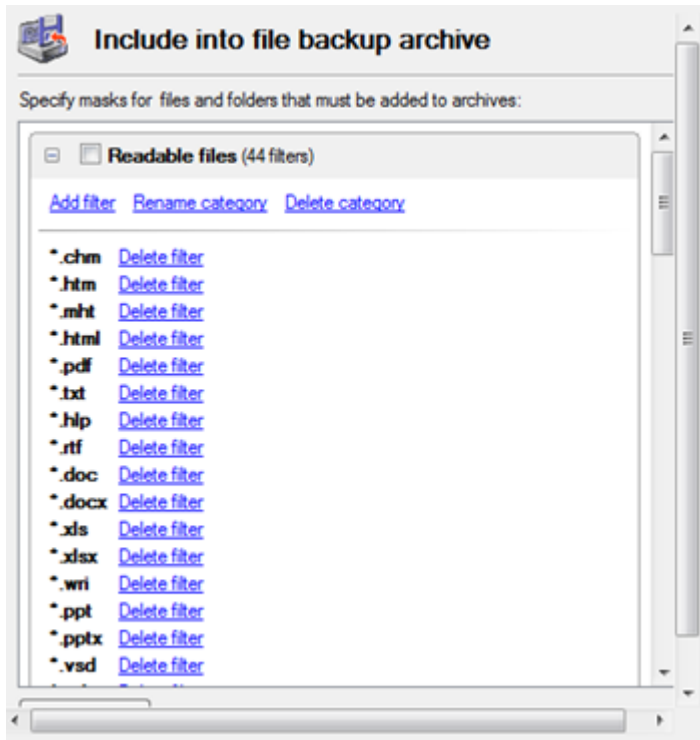 Include into file backup archive
Specify masks for files and folders that must be added to archives:
Readable files (44 filters)
Add filter Rename category Delete category
*.chm Delete filter
*.htm Delete filter
*.mht Delete filter
*.html Delete filter
*.pdf Delete filter
*.txt Delete filter
*.hlp Delete filter
*.rtf Delete filter
*.doc Delete filter
*.docx Delete filter
*.xls Delete filter
*.xlsx Delete filter
*.wri Delete filter
*.ppt Delete filter
*.pptx Delete filter
*.vsd Delete filter